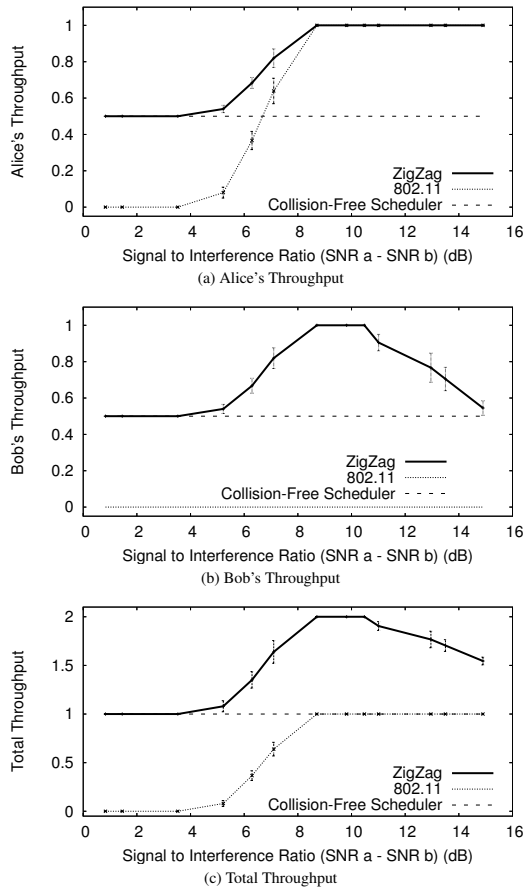 Alice's Throughput
1
0.8
0.6
0.4
0.2
0
ZigZag
802.11
Collision-Free Scheduler
0 2 4 6 8 10 12 14 16
Signal to Interference Ratio (SNR a - SNR b) (dB)
(a) Alice's Throughput
Bob's Throughput
1
0.8
0.6
0.4
0.2
0
ZigZag
802.11
Collision-Free Scheduler
0 2 4 6 8 10 12 14 16
Signal to Interference Ratio (SNR a - SNR b) (dB)
(b) Bob's Throughput
Total Throughput
2
1.5
1
0.5
0
ZigZag
802.11
Collision-Free Scheduler
0 2 4 6 8 10 12 14 16
Signal to Interference Ratio (SNR a - SNR b) (dB)
(c) Total Throughput